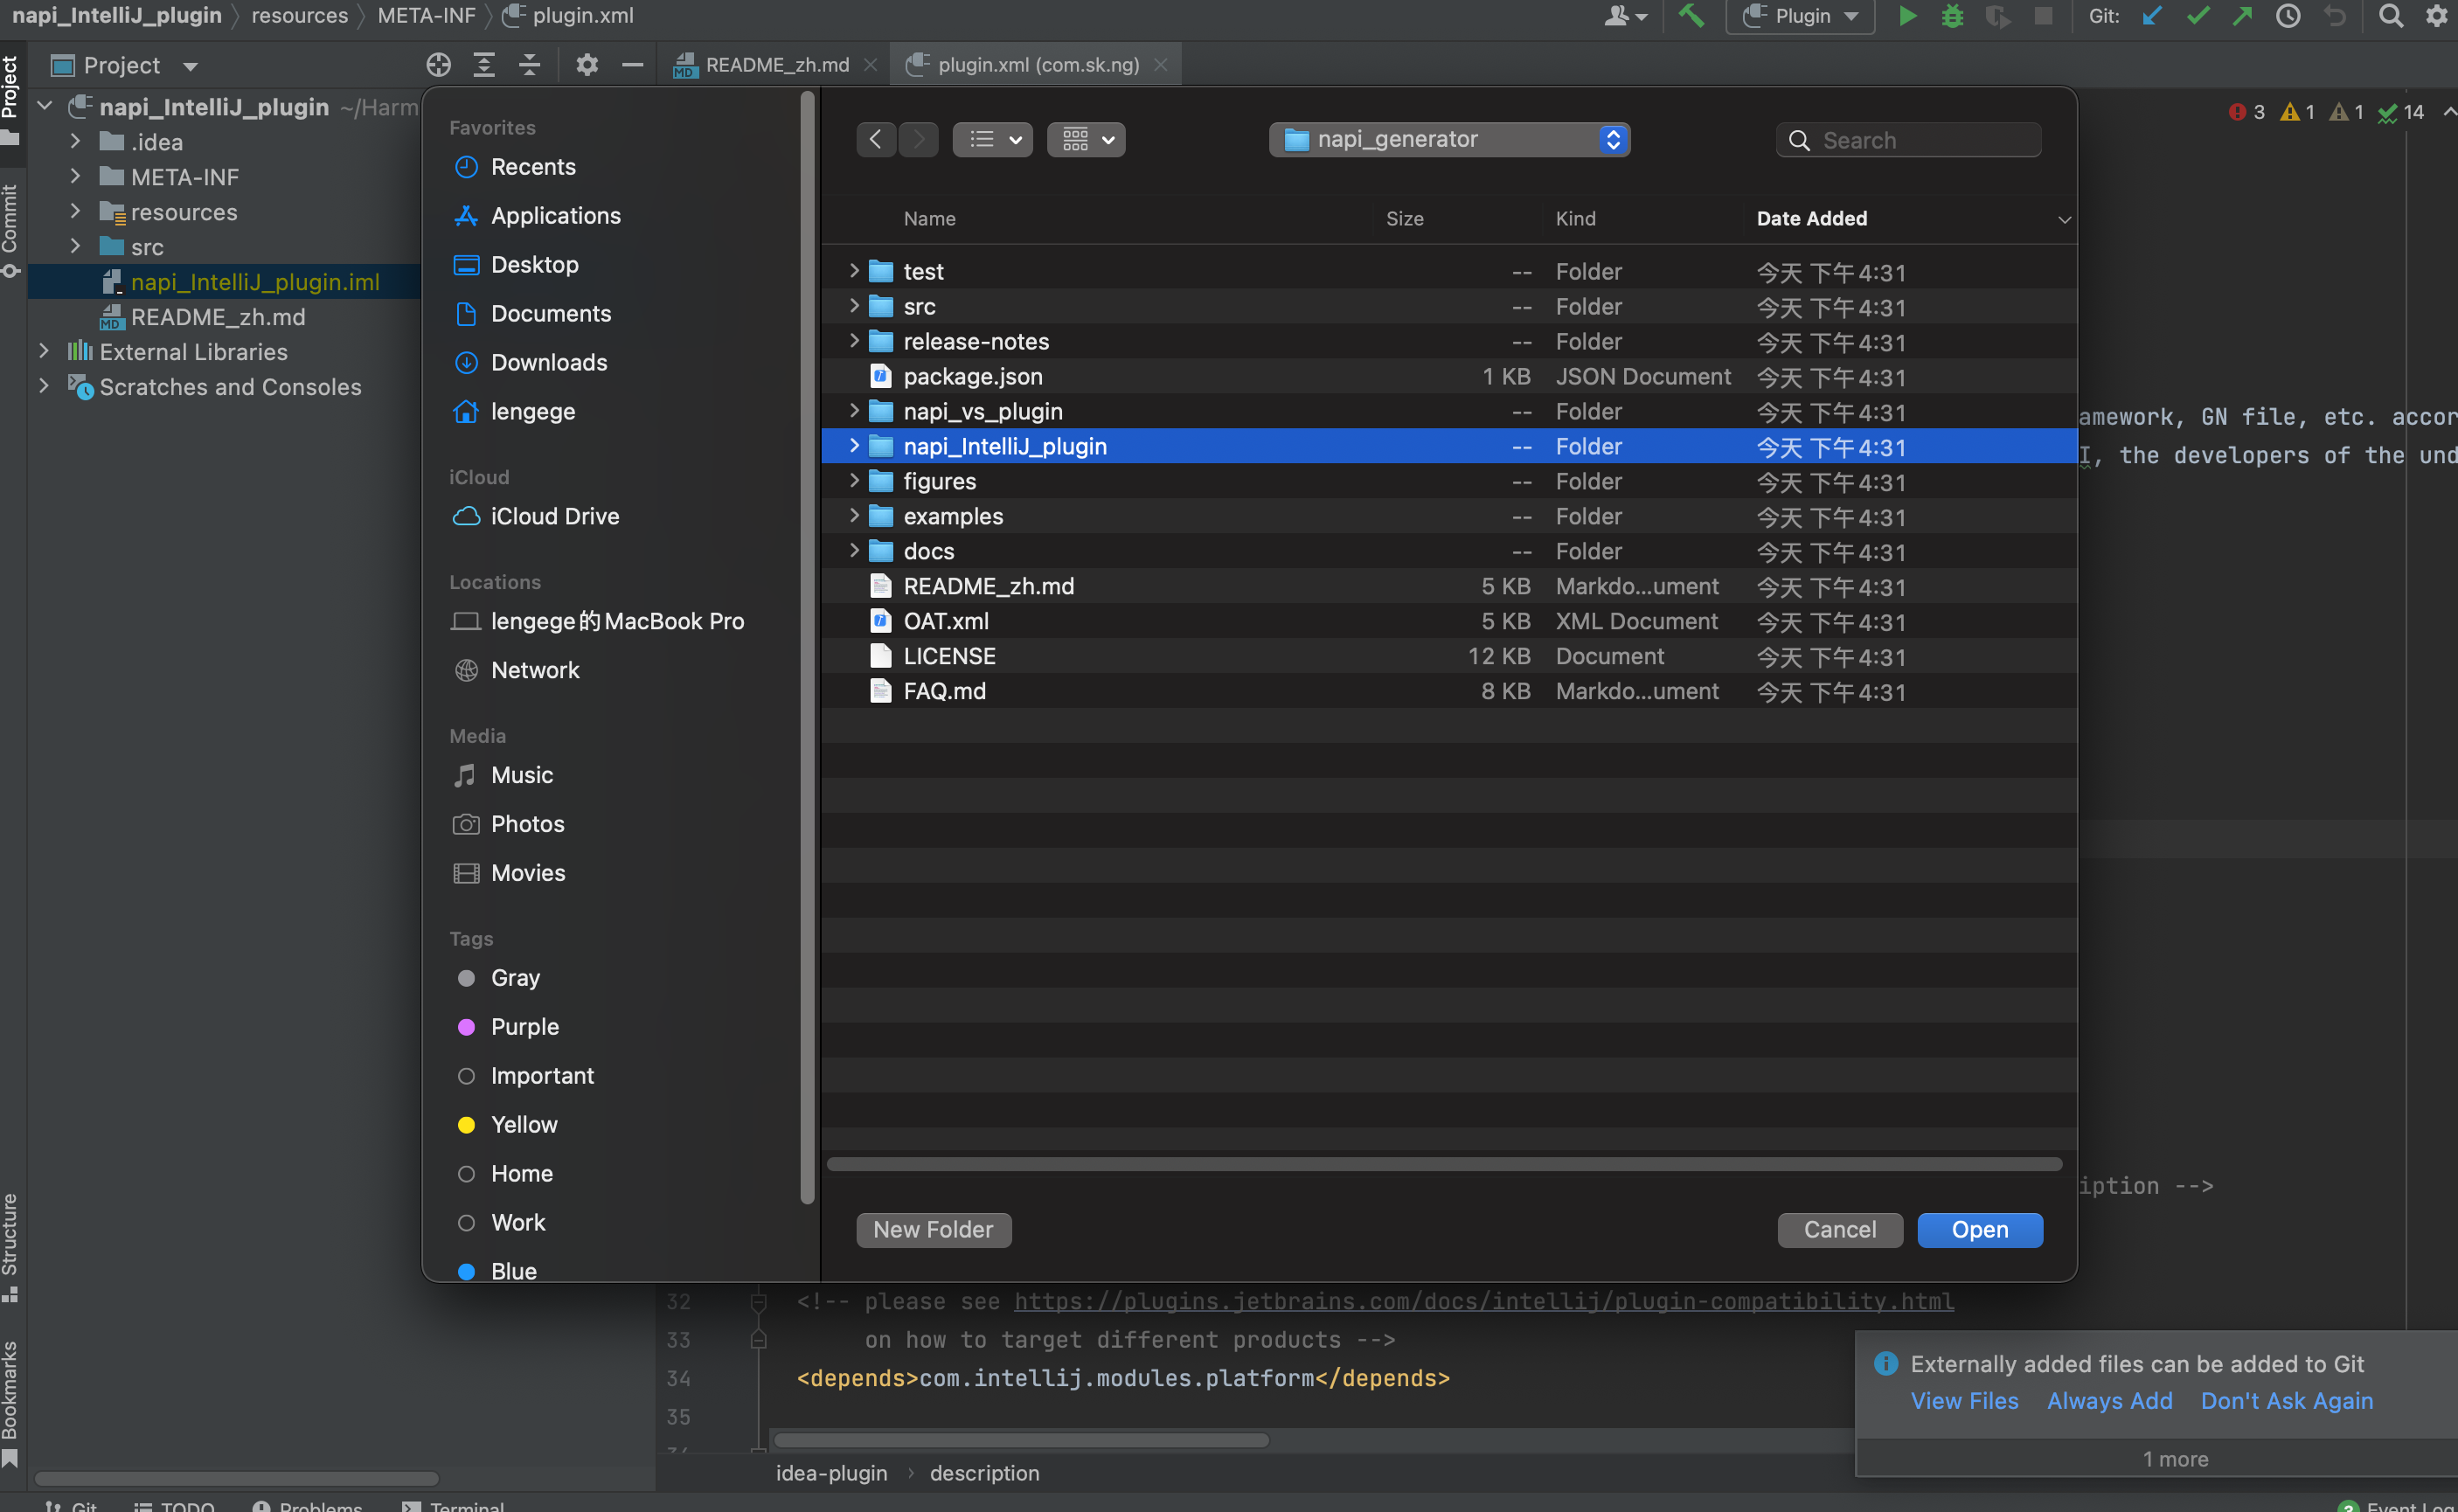 napi_IntelliJ_plugin resources META-INF plugin.xml
Plugin Git:
Project
README_zh.md plugin.xml (com.sk.ng)
Project
Commit
Structure
Bookmarks
napi_IntelliJ_plugin ~/Harm
.idea
META-INF
resources
src
napi_IntelliJ_plugin.iml
README_zh.md
External Libraries
Scratches and Consoles
Favorites
Recents
Applications
Desktop
Documents
Downloads
lengege
iCloud
iCloud Drive
Locations
lengege的MacBook Pro
Network
Media
Music
Photos
Movies
Tags
Gray
Purple
Important
Yellow
Home
Work
Blue
napi_generator
Search
Name Size Kind Date Added
test -- Folder 今天 下午4:31
src -- Folder 今天 下午4:31
release-notes -- Folder 今天 下午4:31
package.json 1 KB JSON Document 今天 下午4:31
napi_vs_plugin -- Folder 今天 下午4:31
napi_IntelliJ_plugin -- Folder 今天 下午4:31
figures -- Folder 今天 下午4:31
examples -- Folder 今天 下午4:31
docs -- Folder 今天 下午4:31
README_zh.md 5 KB Markdo...ument 今天 下午4:31
OAT.xml 5 KB XML Document 今天 下午4:31
LICENSE 12 KB Document 今天 下午4:31
FAQ.md 8 KB Markdo...ument 今天 下午4:31
New Folder Cancel Open
3 1 1 14
amework, GN file, etc. accor
I, the developers of the und
iption -->
32 <!-- please see https://plugins.jetbrains.com/docs/intellij/plugin-compatibility.html
33 on how to target different products -->
34 <depends>com.intellij.modules.platform</depends>
35
idea-plugin description
Externally added files can be added to Git
View Files Always Add Don't Ask Again
1 more
Git TODO Problems Terminal
Event Log